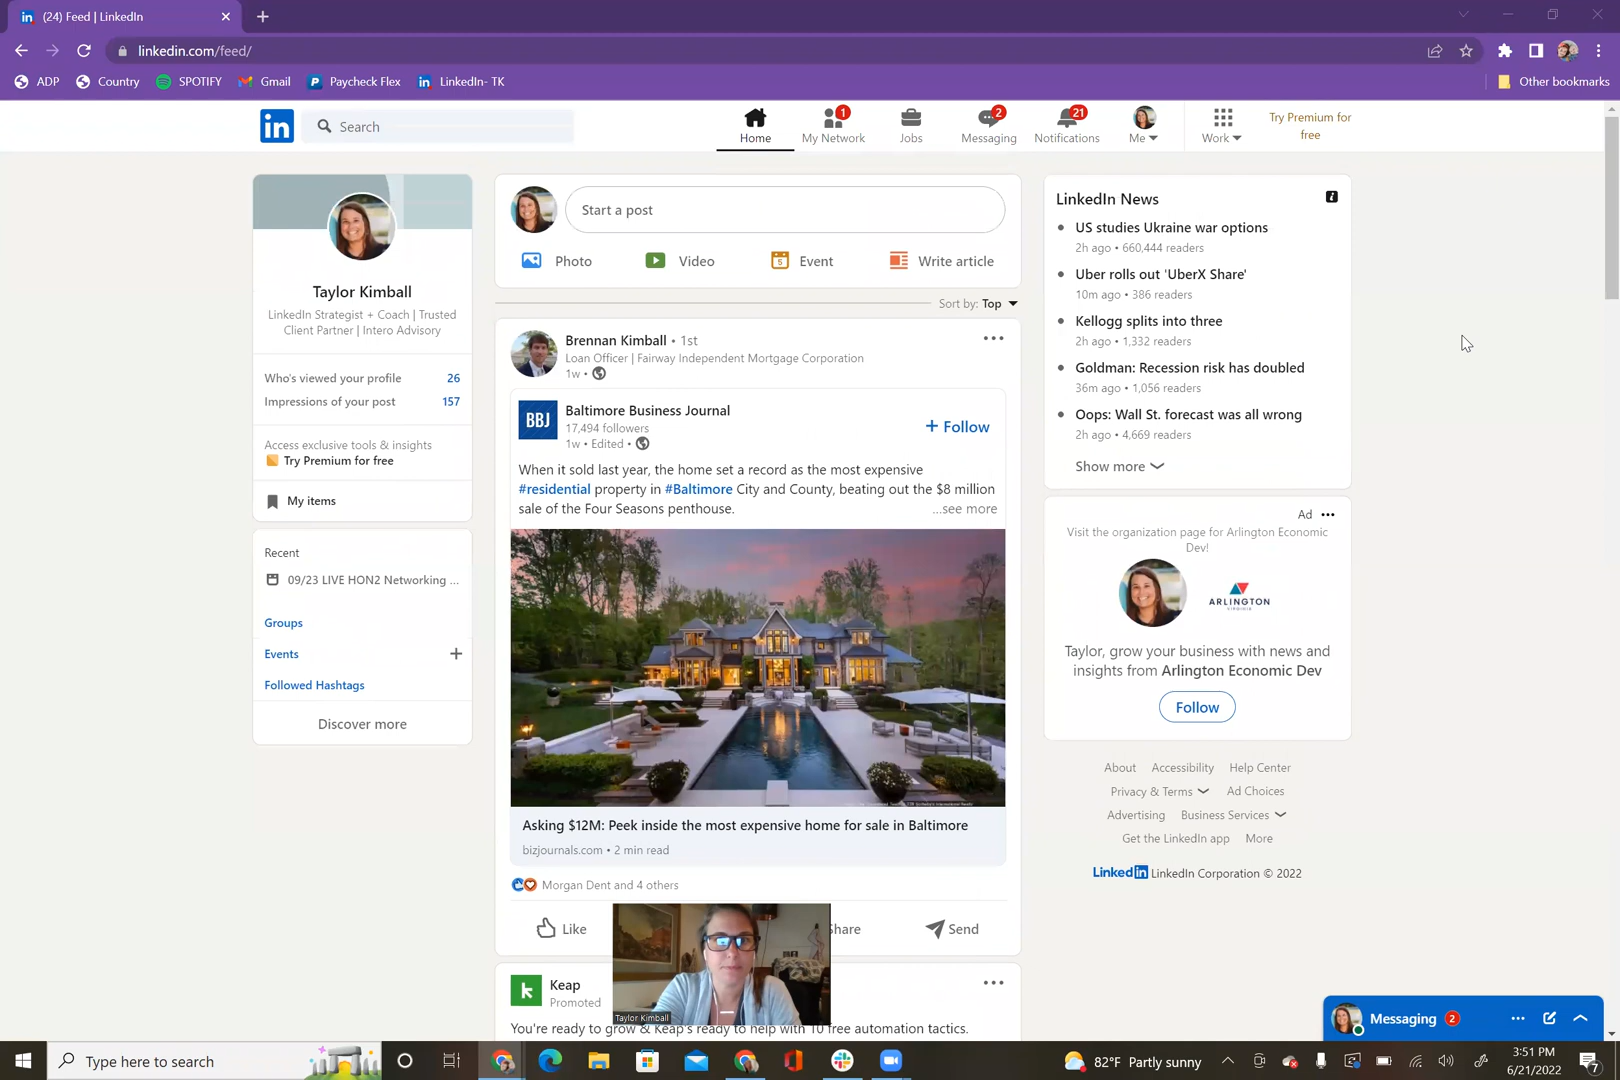 (24) Feed | LinkedIn
linkedin.com/feed/
ADP
Country
SPOTIFY
Gmail
Paycheck Flex
LinkedIn- TK
Other bookmarks
in
Search
Home
My Network
1
Jobs
Messaging
2
Notifications
21
Me
Work
Try Premium for
free
Taylor Kimball
LinkedIn Strategist + Coach | Trusted
Client Partner | Intero Advisory
Who's viewed your profile 26
Impressions of your post 157
Access exclusive tools & insights
Try Premium for free
My items
Recent
09/23 LIVE HON2 Networking ...
Groups
Events
Followed Hashtags
Discover more
Start a post
Photo
Video
Event
Write article
Sort by: Top
Brennan Kimball • 1st
Loan Officer | Fairway Independent Mortgage Corporation
1w •
BBJ
Baltimore Business Journal
17,494 followers
1w • Edited •
+ Follow
When it sold last year, the home set a record as the most expensive
#residential property in #Baltimore City and County, beating out the $8 million
sale of the Four Seasons penthouse. ...see more
Asking $12M: Peek inside the most expensive home for sale in Baltimore
bizjournals.com • 2 min read
Morgan Dent and 4 others
Like
Share
Send
Taylor Kimball
k
Keap
Promoted
You're ready to grow & Keap's ready to help with 10 free automation tactics.
LinkedIn News
US studies Ukraine war options
2h ago • 660,444 readers
Uber rolls out 'UberX Share'
10m ago • 386 readers
Kellogg splits into three
2h ago • 1,332 readers
Goldman: Recession risk has doubled
36m ago • 1,056 readers
Oops: Wall St. forecast was all wrong
2h ago • 4,669 readers
Show more
Ad
Visit the organization page for Arlington Economic
Dev!
ARLINGTON
VIRGINIA
Taylor, grow your business with news and
insights from Arlington Economic Dev
Follow
About Accessibility Help Center
Privacy & Terms Ad Choices
Advertising Business Services
Get the LinkedIn app More
LinkedIn LinkedIn Corporation © 2022
Messaging 2
Type here to search
82°F Partly sunny
3:51 PM
6/21/2022
7